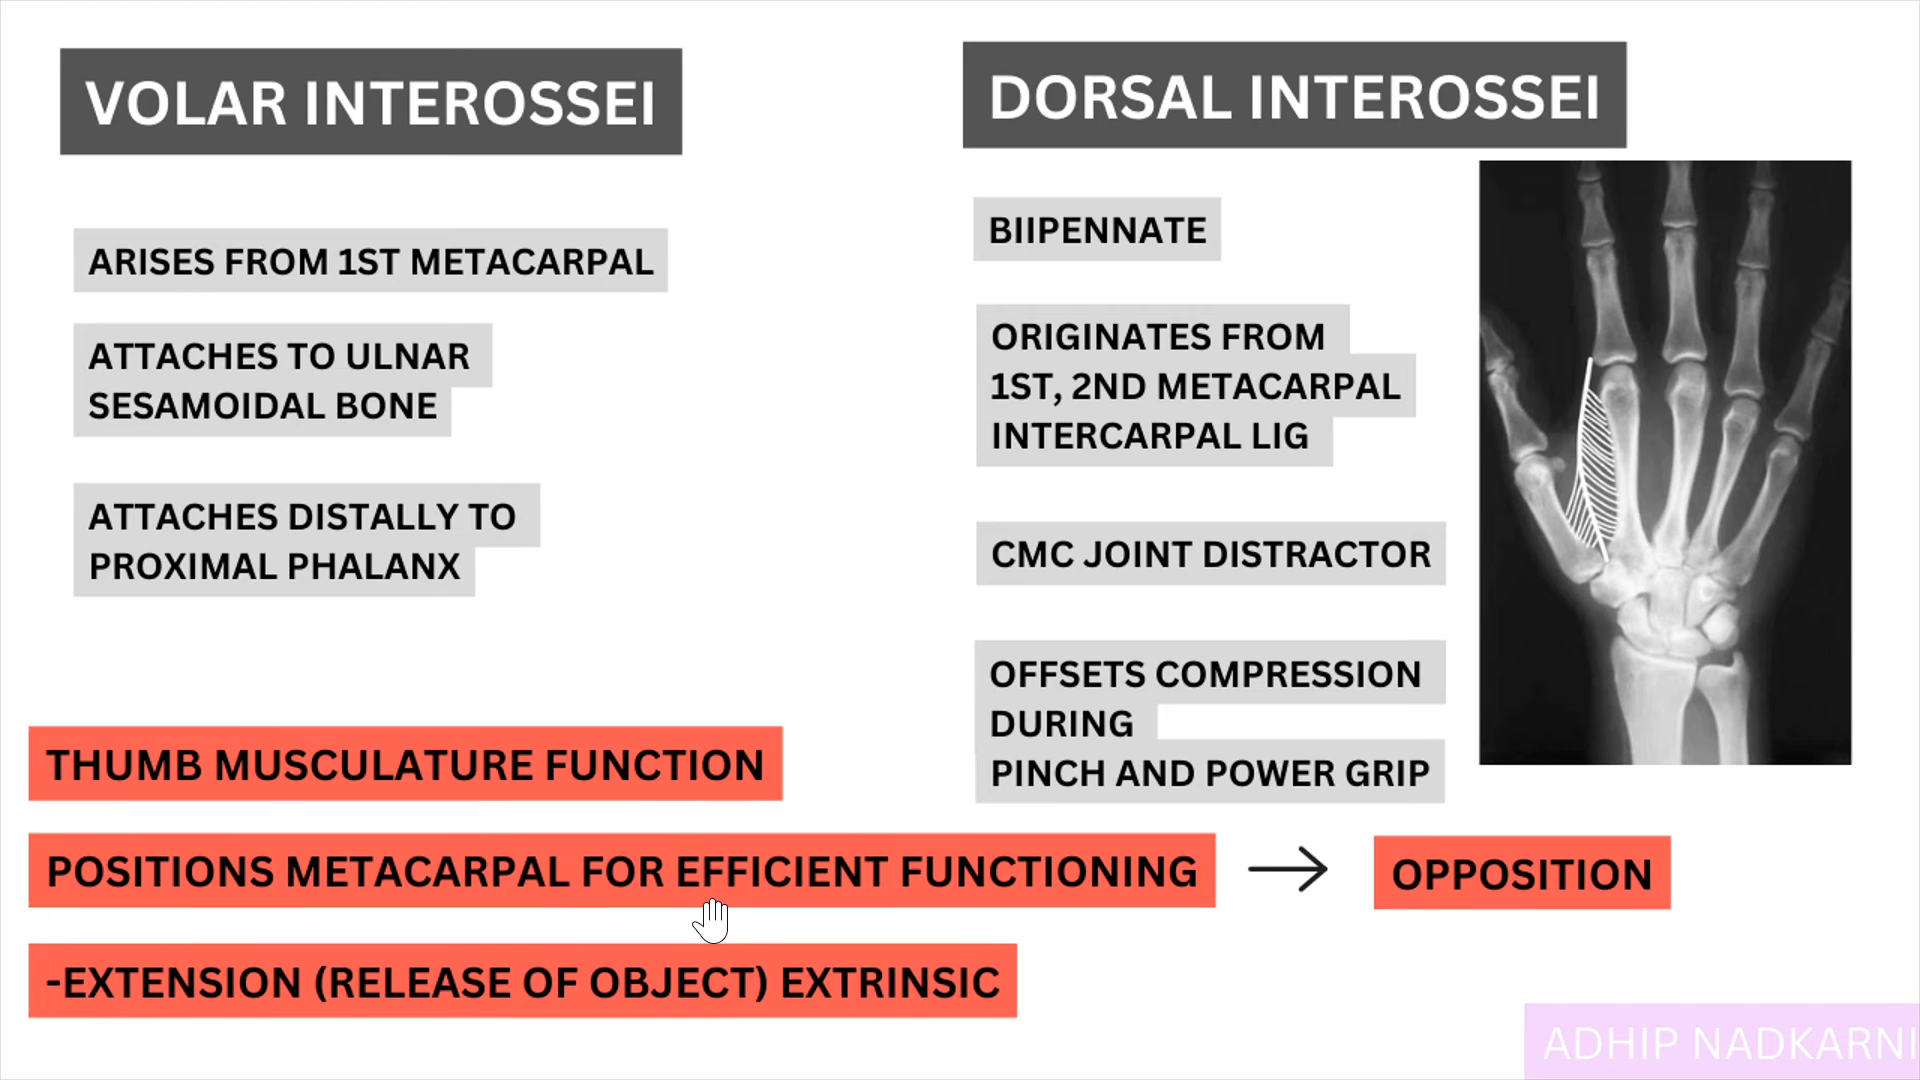 VOLAR INTEROSSEI
ARISES FROM 1ST METACARPAL
ATTACHES TO ULNAR
SESAMOIDAL BONE
ATTACHES DISTALLY TO
PROXIMAL PHALANX
DORSAL INTEROSSEI
BIIPENNATE
ORIGINATES FROM
1ST, 2ND METACARPAL
INTERCARPAL LIG
CMC JOINT DISTRACTOR
OFFSETS COMPRESSION
DURING
PINCH AND POWER GRIP
THUMB MUSCULATURE FUNCTION
POSITIONS METACARPAL FOR EFFICIENT FUNCTIONING → OPPOSITION
-EXTENSION (RELEASE OF OBJECT) EXTRINSIC
ADHIP NADKARNI